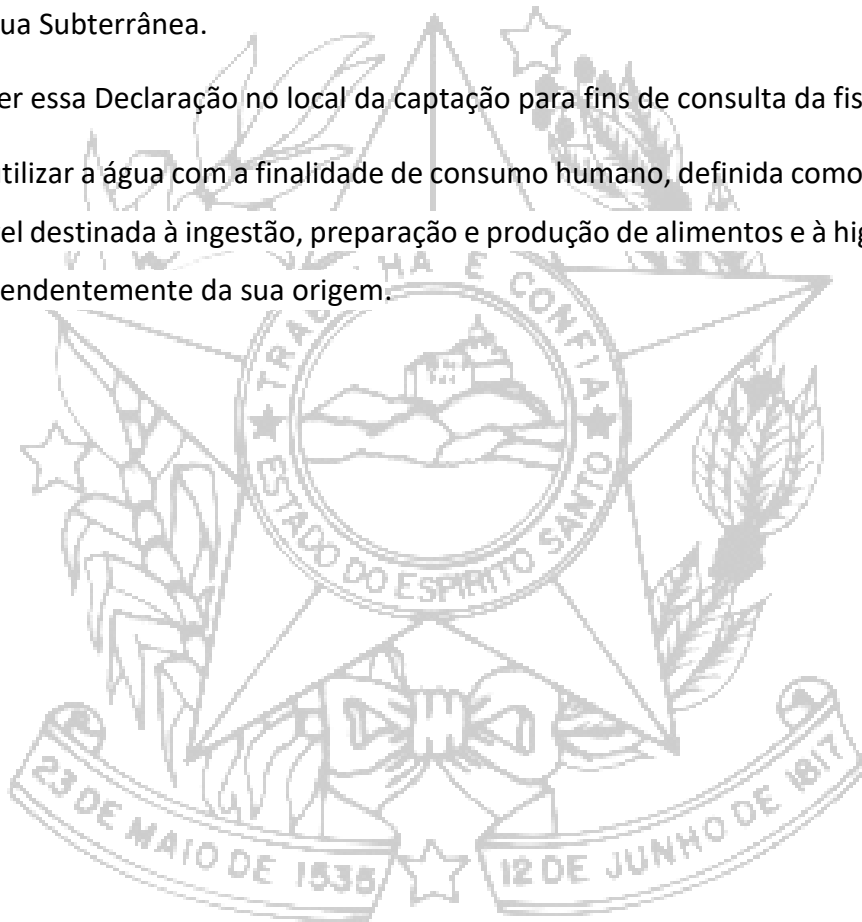 ua Subterrânea.
er essa Declaração no local da captação para fins de consulta da fis
tilizar a água com a finalidade de consumo humano, definida como
el destinada à ingestão, preparação e produção de alimentos e à hig
endentemente da sua origem.
TRABALHA E CONFIA
ESTADO DO ESPIRITO SANTO
23 DE MAIO DE 1535
12 DE JUNHO DE 1817